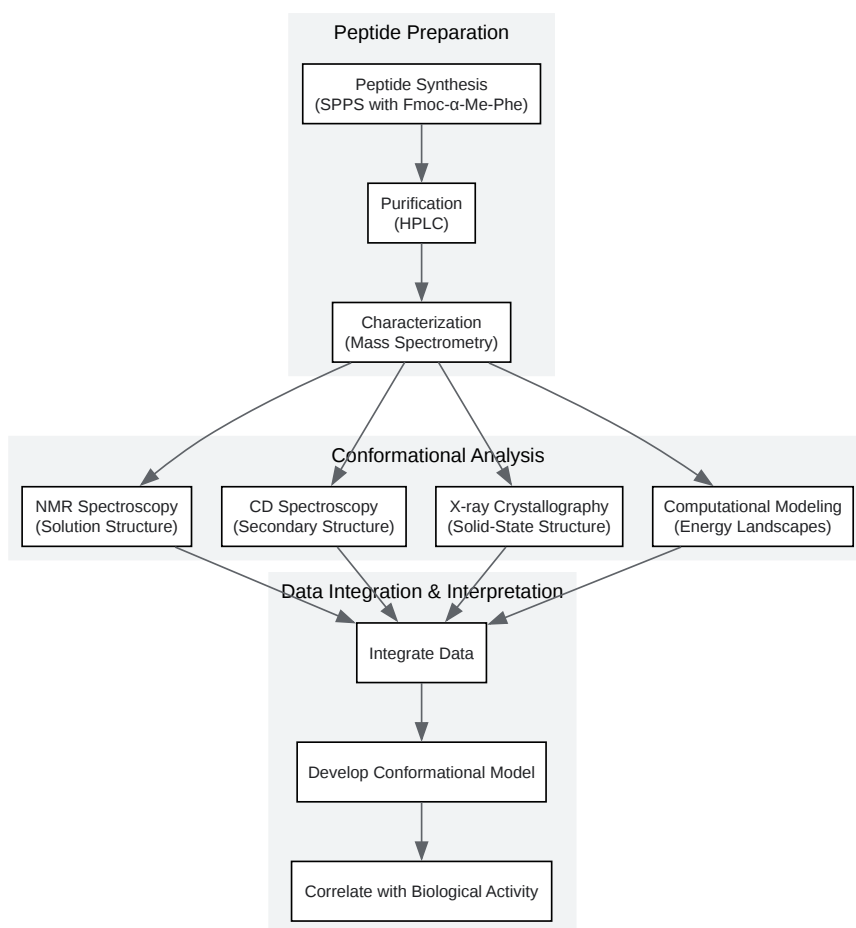 Peptide Preparation
Peptide Synthesis
(SPPS with Fmoc-α-Me-Phe)
Purification
(HPLC)
Characterization
(Mass Spectrometry)
Conformational Analysis
NMR Spectroscopy
(Solution Structure)
CD Spectroscopy
(Secondary Structure)
X-ray Crystallography
(Solid-State Structure)
Computational Modeling
(Energy Landscapes)
Data Integration & Interpretation
Integrate Data
Develop Conformational Model
Correlate with Biological Activity